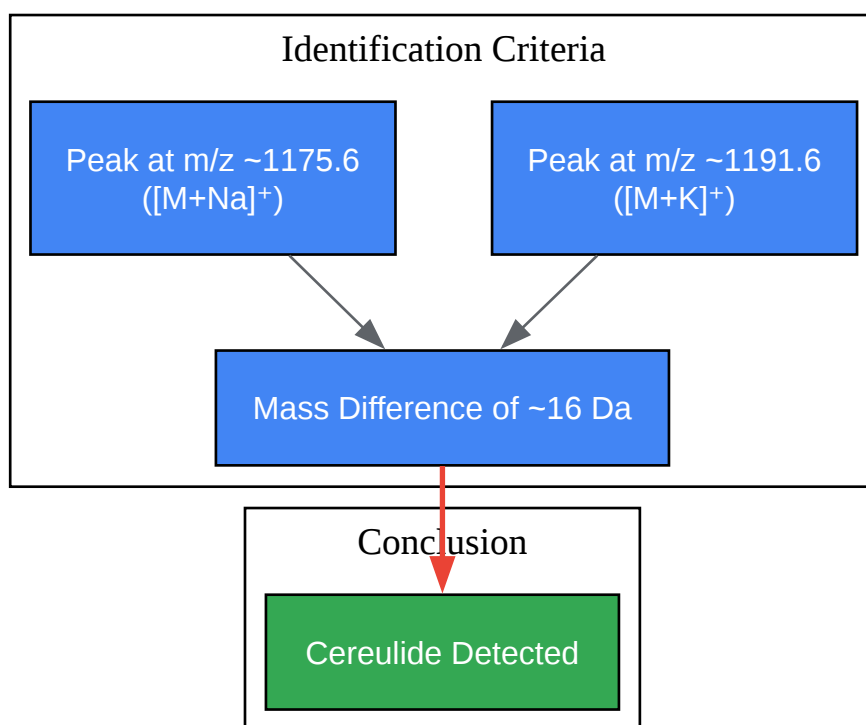 Identification Criteria
Peak at m/z ~1175.6
([M+Na]⁺)
Peak at m/z ~1191.6
([M+K]⁺)
Mass Difference of ~16 Da
Conclusion
Cereulide Detected